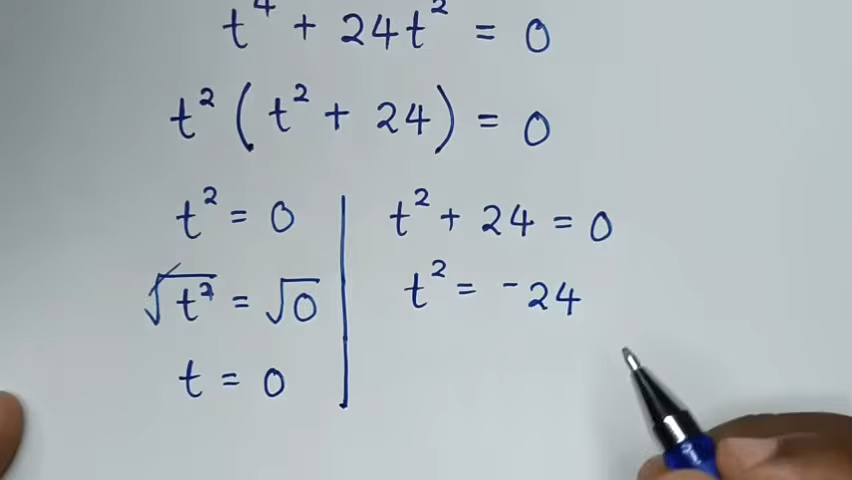 t⁴ + 24t² = 0
t² (t² + 24) = 0
t² = 0
√t² = √0
t = 0
t² + 24 = 0
t² = -24